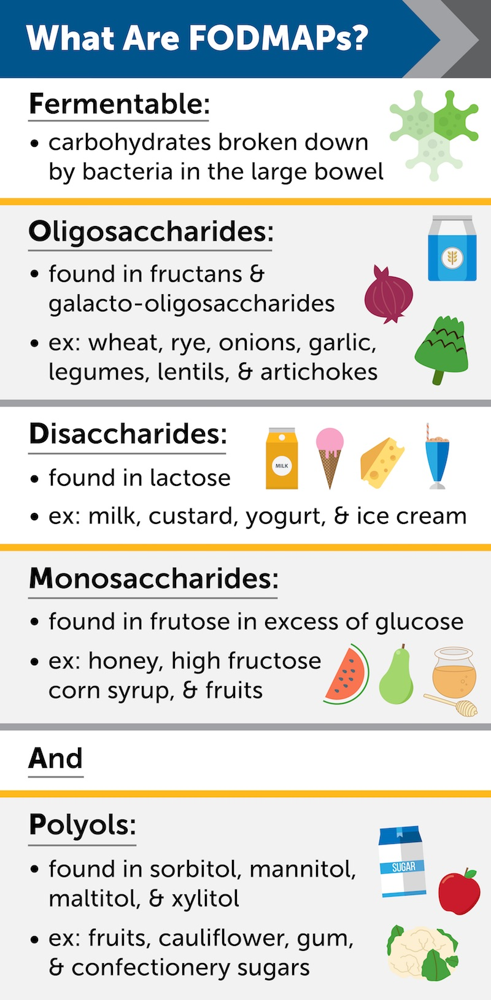 What Are FODMAPs?
Fermentable:
• carbohydrates broken down
by bacteria in the large bowel
Oligosaccharides:
• found in fructans &
galacto-oligosaccharides
• ex: wheat, rye, onions, garlic,
legumes, lentils, & artichokes
Disaccharides:
MILK
• found in lactose
• ex: milk, custard, yogurt, & ice cream
Monosaccharides:
• found in frutose in excess of glucose
• ex: honey, high fructose
corn syrup, & fruits
And
Polyols:
• found in sorbitol, mannitol,
maltitol, & xylitol
SUGAR
• ex: fruits, cauliflower, gum,
& confectionery sugars